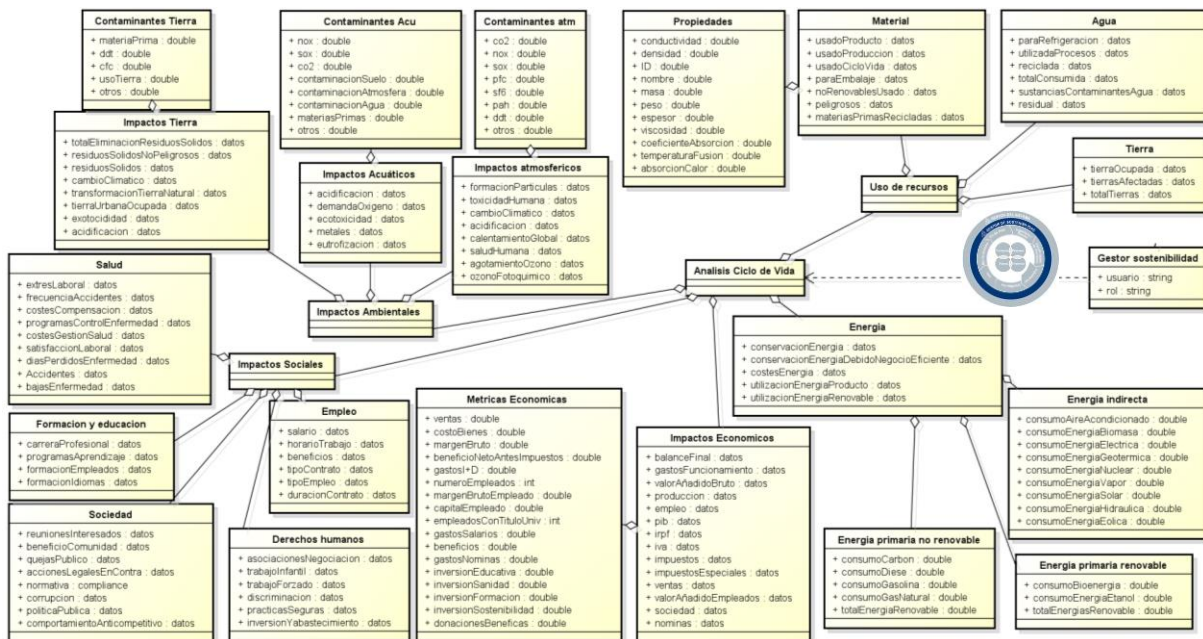 Contaminantes Tierra
+ materiaPrima : double
+ ddt : double
+ cfc : double
+ usoTierra : double
+ otros : double
Contaminantes Acu
+ nox : double
+ sox : double
+ co2 : double
+ contaminacionSuelo : double
+ contaminacionAtmosfera : double
+ contaminacionAgua : double
+ materiasPrimas : double
+ otros : double
Contaminantes atm
+ co2 : double
+ nox : double
+ sox : double
+ pfc : double
+ sf6 : double
+ pah : double
+ ddt : double
+ otros : double
Propiedades
+ conductividad : double
+ densidad : double
+ ID : double
+ nombre : double
+ masa : double
+ peso : double
+ espesor : double
+ viscosidad : double
+ coeficienteAbsorcion : double
+ temperaturaFusion : double
+ absorcionCalor : double
Material
+ usadoProducto : datos
+ usadoProduccion : datos
+ usadoCicloVida : datos
+ paraEmbalaje : datos
+ noRenovablesUsado : datos
+ peligrosos : datos
+ materiasPrimasRecicladas : datos
Agua
+ paraRefrigeracion : datos
+ utilizadaProcesos : datos
+ reciclada : datos
+ totalConsumida : datos
+ sustanciasContaminantesAgua : datos
+ residual : datos
Impactos Tierra
+ totalEliminacionResiduosSolidos : datos
+ residuosSolidosNoPeligrosos : datos
+ residuosSolidos : datos
+ cambioClimatico : datos
+ transformacionTierraNatural : datos
+ tierraUrbanaOcupada : datos
+ exotocididad : datos
+ acidificacion : datos
Impactos Acuáticos
+ acidificacion : datos
+ demandaOxigeno : datos
+ ecotoxicidad : datos
+ metales : datos
+ eutrofizacion : datos
Impactos atmosfericos
+ formacionParticulas : datos
+ toxicidadHumana : datos
+ cambioClimatico : datos
+ acidificacion : datos
+ calentamientoGlobal : datos
+ saludHumana : datos
+ agotamientoOzono : datos
+ ozonoFotoquimico : datos
Uso de recursos
Tierra
+ tierraOcupada : datos
+ tierrasAfectadas : datos
+ totalTierras : datos
Gestor sostenibilidad
+ usuario : string
+ rol : string
Analisis Ciclo de Vida
Impactos Ambientales
Salud
+ extresLaboral : datos
+ frecuenciaAccidentes : datos
+ costesCompensacion : datos
+ programasControlEnfermedad : datos
+ costesGestionSalud : datos
+ satisfaccionLaboral : datos
+ diasPerdidosEnfermedad : datos
+ Accidentes : datos
+ bajasEnfermedad : datos
Impactos Sociales
Energia
+ conservacionEnergia : datos
+ conservacionEnergiaDebidoNegocioEficiente : datos
+ costesEnergia : datos
+ utilizacionEnergiaProducto : datos
+ utilizacionEnergiaRenovable : datos
Energia indirecta
+ consumoAireAcondicionado : double
+ consumoEnergiaBiomasa : double
+ consumoEnergiaElectrica : double
+ consumoEnergiaGeotermica : double
+ consumoEnergiaNuclear : double
+ consumoEnergiaVapor : double
+ consumoEnergiaSolar : double
+ consumoEnergiaHidraulica : double
+ consumoEnergiaEolica : double
Formacion y educacion
+ carreraProfesional : datos
+ programasAprendizaje : datos
+ formacionEmpleados : datos
+ formacionIdiomas : datos
Empleo
+ salario : datos
+ horarioTrabajo : datos
+ beneficios : datos
+ tipoContrato : datos
+ tipoEmpleo : datos
+ duracionContrato : datos
Metricas Economicas
+ ventas : double
+ costoBienes : double
+ margenBruto : double
+ beneficioNetoAntesImpuestos : double
+ gastosI+D : double
+ numeroEmpleados : int
+ margenBrutoEmpleado : double
+ capitalEmpleado : double
+ empleadosConTituloUniv : int
+ gastosSalarios : double
+ beneficios : double
+ gastosNominas : double
+ inversionEducativa : double
+ inversionSanidad : double
+ inversionFormacion : double
+ inversionSostenibilidad : double
+ donacionesBeneficas : double
Impactos Economicos
+ balanceFinal : datos
+ gastosFuncionamiento : datos
+ valorAñadidoBruto : datos
+ produccion : datos
+ empleo : datos
+ pib : datos
+ irpf : datos
+ iva : datos
+ impuestos : datos
+ impuestosEspeciales : datos
+ ventas : datos
+ valorAñadidoEmpleados : datos
+ sociedad : datos
+ nominas : datos
Sociedad
+ reunionesInteresados : datos
+ beneficioComunidad : datos
+ quejasPublico : datos
+ accionesLegalesEnContra : datos
+ normativa : compliance
+ corrupcion : datos
+ politicaPublica : datos
+ comportamientoAnticompetitivo : datos
Derechos humanos
+ asociacionesNegociacion : datos
+ trabajoInfantil : datos
+ trabajoForzado : datos
+ discriminacion : datos
+ practicasSeguras : datos
+ inversionYabastecimiento : datos
Energia primaria no renovable
+ consumoCarbon : double
+ consumoDiese : double
+ consumoGasolina : double
+ consumoGasNatural : double
+ totalEnergiaRenovable : double
Energia primaria renovable
+ consumoBioenergia : double
+ consumoEnergiaEtanol : double
+ totalEnergiasRenovable : double